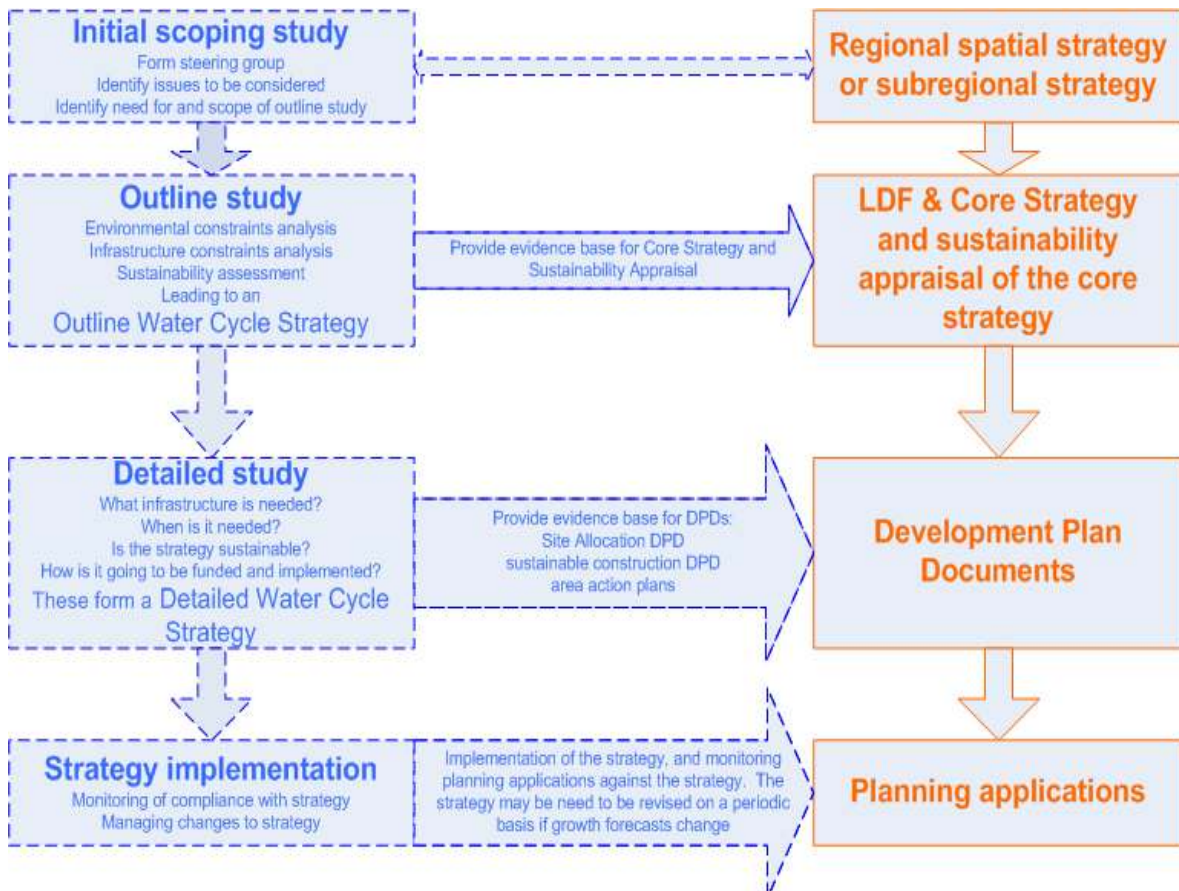 Initial scoping study
Form steering group
Identify issues to be considered
Identify need for and scope of outline study
Regional spatial strategy
or subregional strategy
Outline study
Environmental constraints analysis
Infrastructure constraints analysis
Sustainability assessment
Leading to an
Outline Water Cycle Strategy
Provide evidence base for Core Strategy and
Sustainability Appraisal
LDF & Core Strategy
and sustainability
appraisal of the core
strategy
Detailed study
What infrastructure is needed?
When is it needed?
Is the strategy sustainable?
How is it going to be funded and implemented?
These form a Detailed Water Cycle
Strategy
Provide evidence base for DPDs:
Site Allocation DPD
sustainable construction DPD
area action plans
Development Plan
Documents
Strategy implementation
Monitoring of compliance with strategy
Managing changes to strategy
Implementation of the strategy, and monitoring
planning applications against the strategy. The
strategy may be need to be revised on a periodic
basis if growth forecasts change
Planning applications